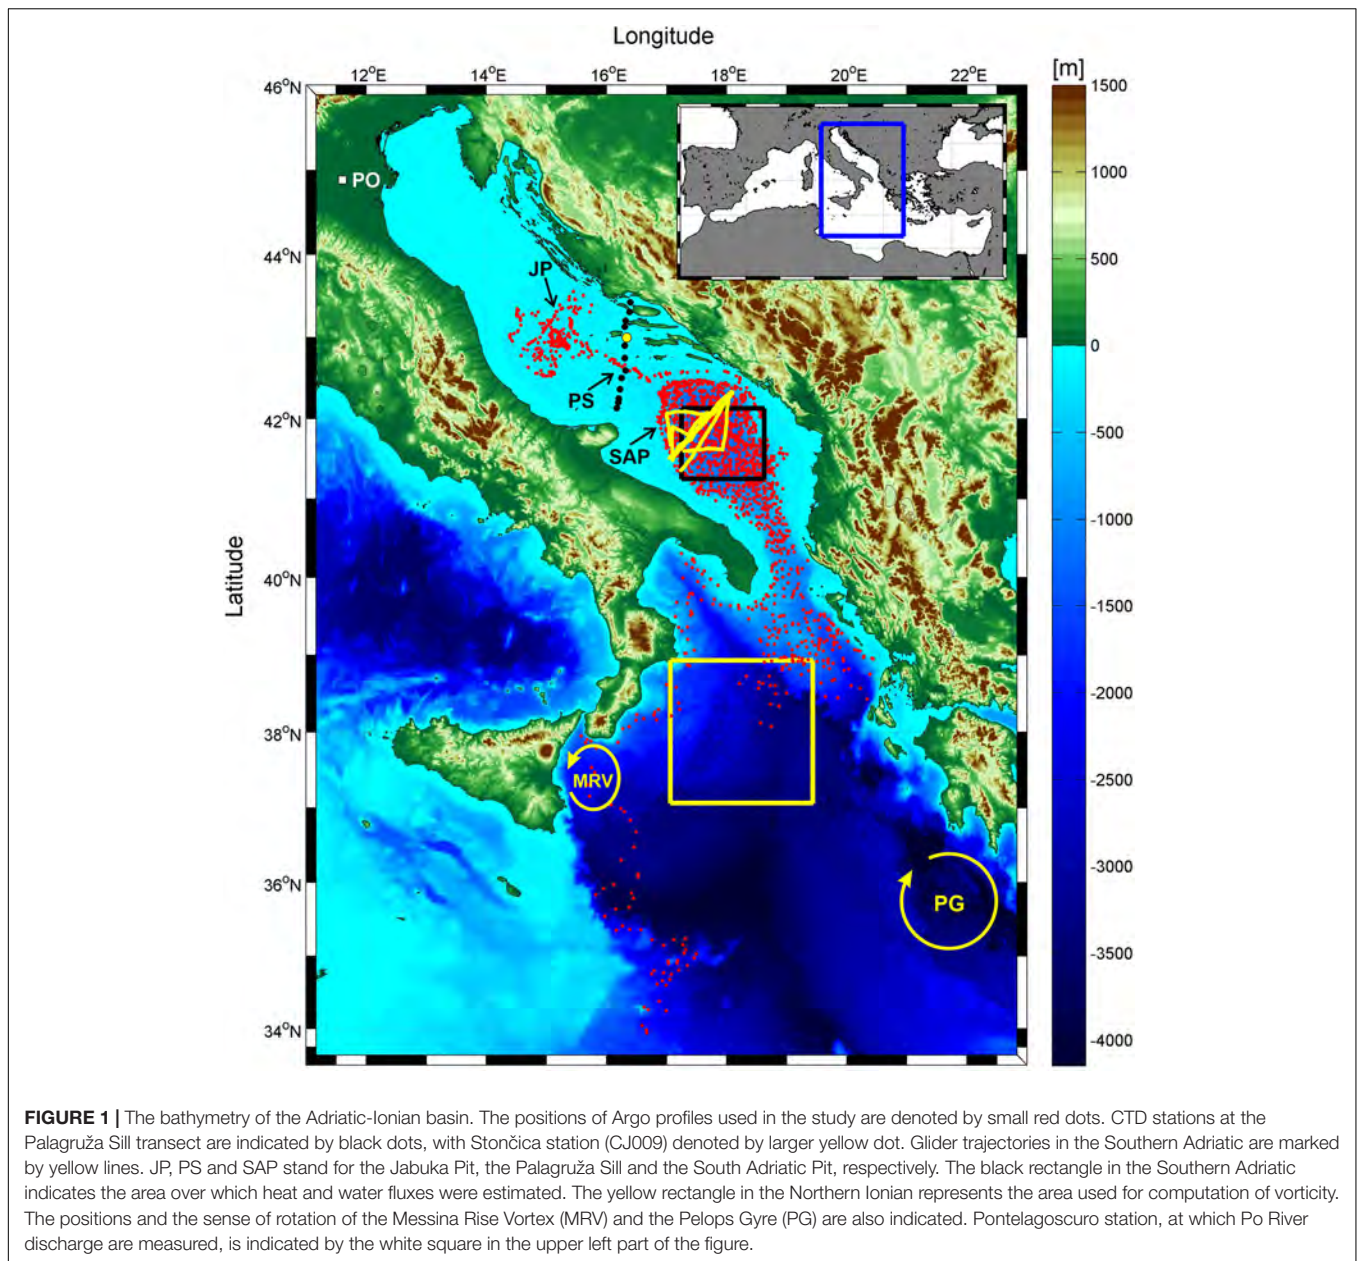 Longitude
12°E 14°E 16°E 18°E 20°E 22°E
[m]
46°N
44°N
42°N
40°N
38°N
36°N
34°N
Latitude
PO
JP
PS
SAP
MRV
PG
1500
1000
500
0
-500
-1000
-1500
-2000
-2500
-3000
-3500
-4000
FIGURE 1 | The bathymetry of the Adriatic-Ionian basin. The positions of Argo profiles used in the study are denoted by small red dots. CTD stations at the
Palagruža Sill transect are indicated by black dots, with Stončica station (CJ009) denoted by larger yellow dot. Glider trajectories in the Southern Adriatic are marked
by yellow lines. JP, PS and SAP stand for the Jabuka Pit, the Palagruža Sill and the South Adriatic Pit, respectively. The black rectangle in the Southern Adriatic
indicates the area over which heat and water fluxes were estimated. The yellow rectangle in the Northern Ionian represents the area used for computation of vorticity.
The positions and the sense of rotation of the Messina Rise Vortex (MRV) and the Pelops Gyre (PG) are also indicated. Pontelagoscuro station, at which Po River
discharge are measured, is indicated by the white square in the upper left part of the figure.